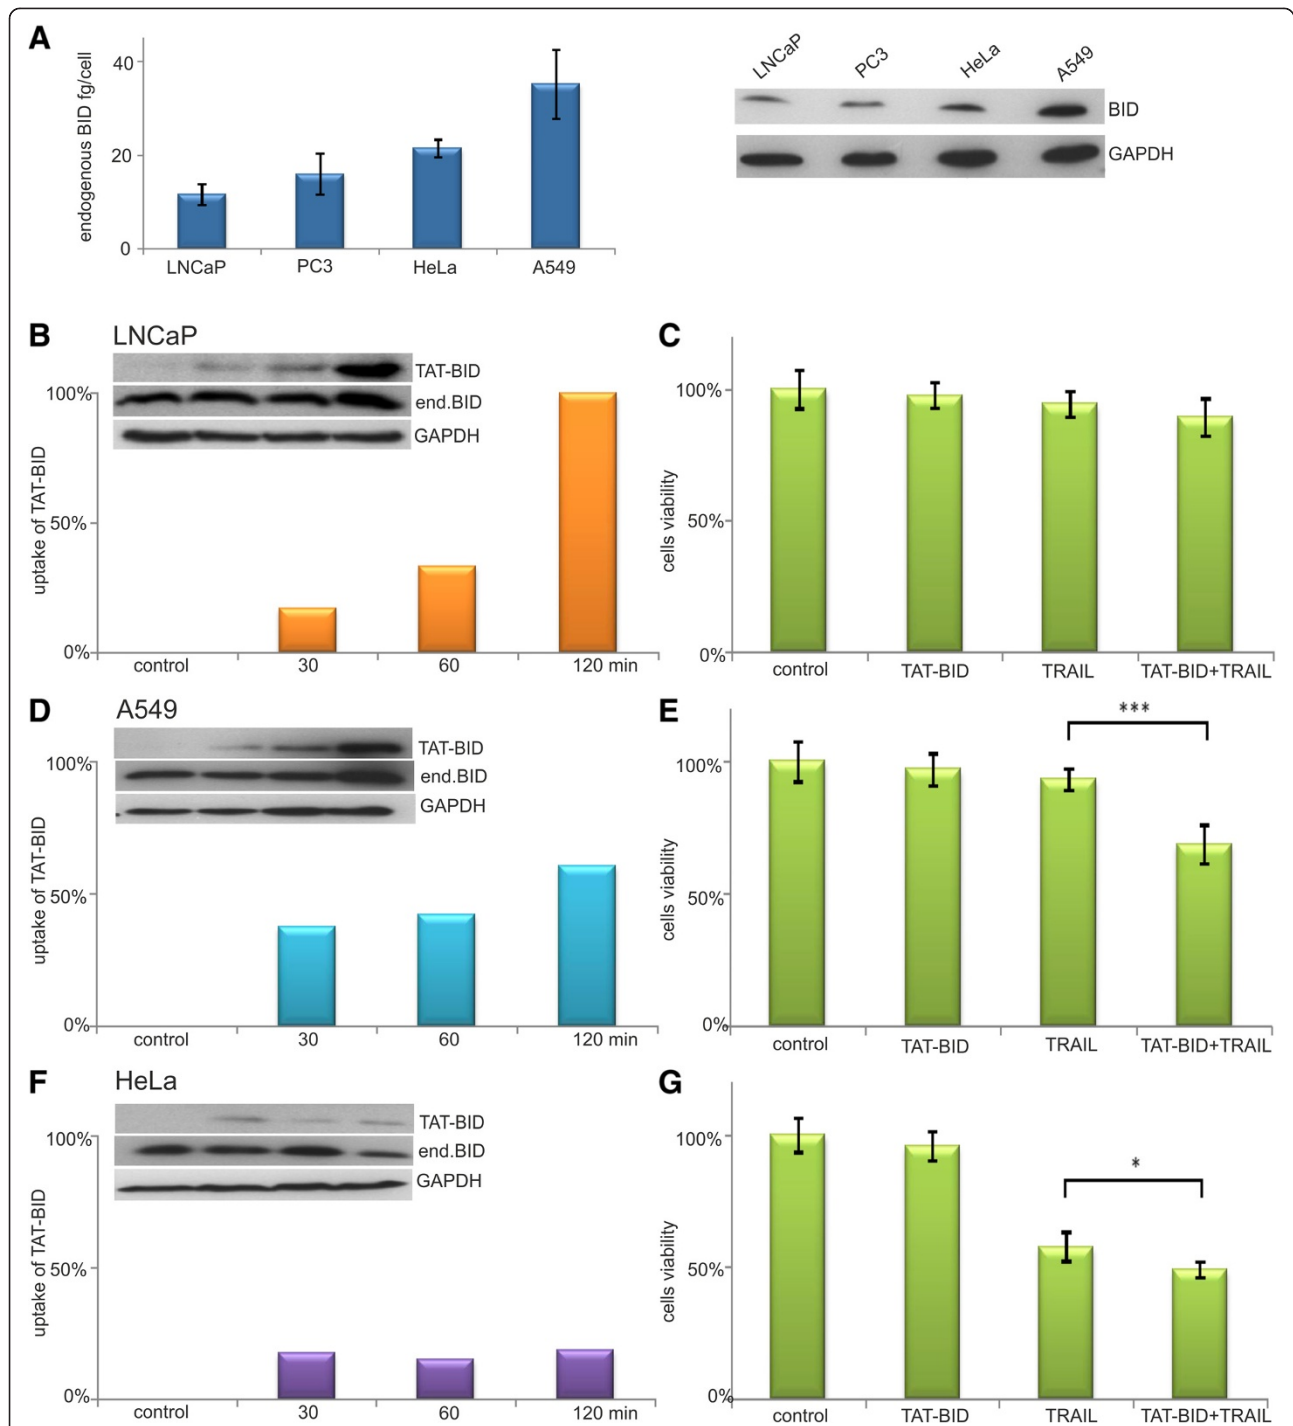 A
endogenous BID fg/cell
40
20
0
LNCaP
PC3
HeLa
A549
LNCaP
PC3
HeLa
A549
BID
GAPDH
B
LNCaP
TAT-BID
end.BID
GAPDH
uptake of TAT-BID
100%
50%
0%
control
30
60
120 min
C
cells viability
100%
50%
0%
control
TAT-BID
TRAIL
TAT-BID+TRAIL
D
A549
TAT-BID
end.BID
GAPDH
uptake of TAT-BID
100%
50%
0%
control
30
60
120 min
E
cells viability
100%
50%
0%
***
control
TAT-BID
TRAIL
TAT-BID+TRAIL
F
HeLa
TAT-BID
end.BID
GAPDH
uptake of TAT-BID
100%
50%
0%
control
30
60
120 min
G
cells viability
100%
50%
0%
*
control
TAT-BID
TRAIL
TAT-BID+TRAIL